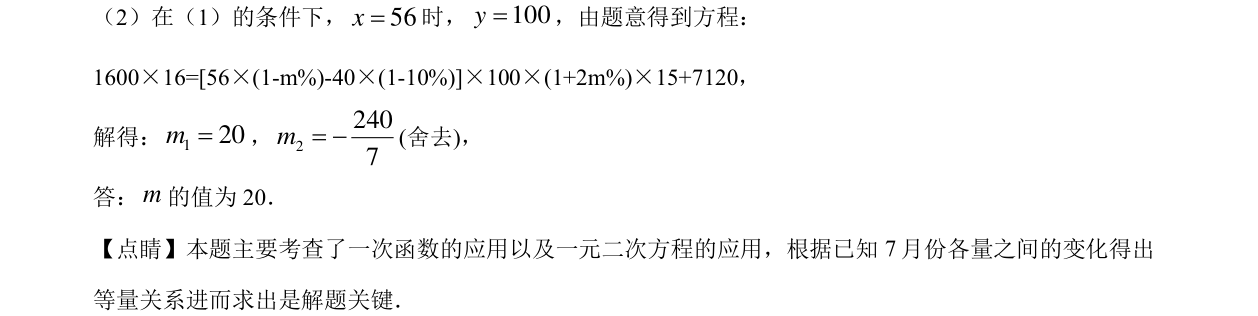 （2）在（1）的条件下，x=56时，y=100，由题意得到方程：
1600×16=[56×(1-m%)-40×(1-10%)]×100×(1+2m%)×15+7120，
解得：m₁=20，m₂=-240/7(舍去)，
答：m的值为20．
【点睛】本题主要考查了一次函数的应用以及一元二次方程的应用，根据已知7月份各量之间的变化得出
等量关系进而求出是解题关键．